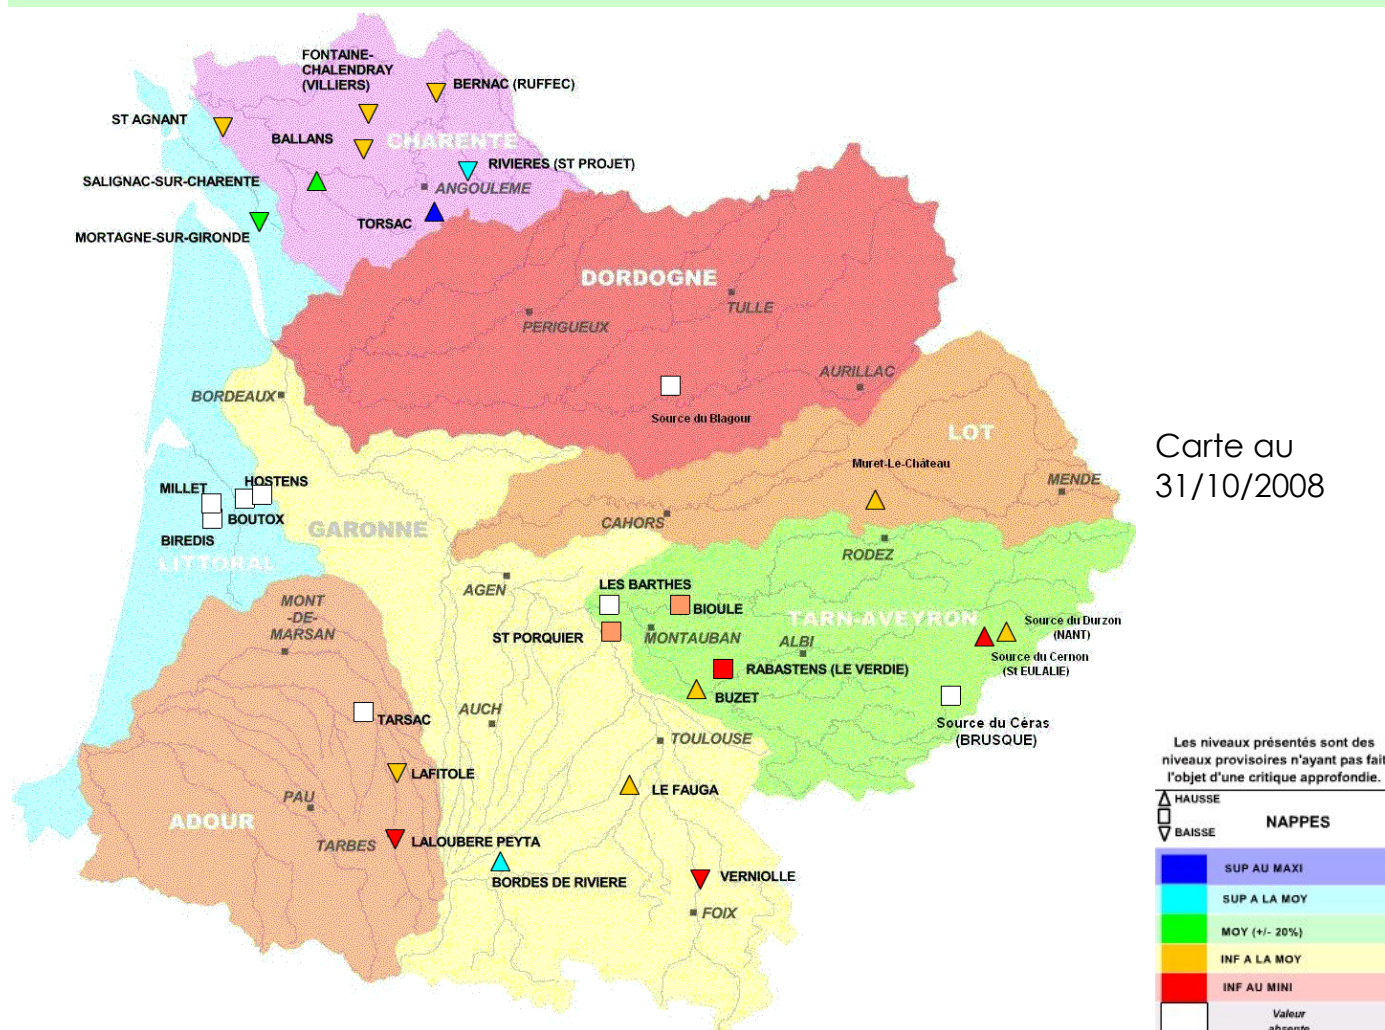 FONTAINE-
CHALENDRAY
(VILLIERS)
BERNAC (RUFFEC)
ST AGNANT
BALLANS
CHARENTE
RIVIERES (ST PROJET)
SALIGNAC-SUR-CHARENTE
ANGOULEME
TORSAC
MORTAGNE-SUR-GIRONDE
DORDOGNE
TULLE
PERIGUEUX
AURILLAC
BORDEAUX
Source du Blagour
LOT
Carte au
31/10/2008
Muret-Le-Château
MENDE
MILLET
HOSTENS
BOUTOX
BIREDIS
GARONNE
CAHORS
LITTORAL
RODEZ
AGEN
LES BARTHES
BIOULE
TARN-AVEYRON
MONT
-DE-
MARSAN
ST PORQUIER
MONTAUBAN
ALBI
Source du Durzon
(NANT)
Source du Cernon
(St EULALIE)
RABASTENS (LE VERDIE)
BUZET
TARSAC
AUCH
TOULOUSE
Source du Céras
(BRUSQUE)
LAFITOLE
LE FAUGA
PAU
ADOUR
TARBES
LALOUBERE PEYTA
BORDES DE RIVIERE
VERNIOLLE
FOIX
Les niveaux présentés sont des
niveaux provisoires n'ayant pas fait
l'objet d'une critique approfondie.
HAUSSE
NAPPES
BAISSE
SUP AU MAXI
SUP A LA MOY
MOY (+/- 20%)
INF A LA MOY
INF AU MINI
Valeur
absente